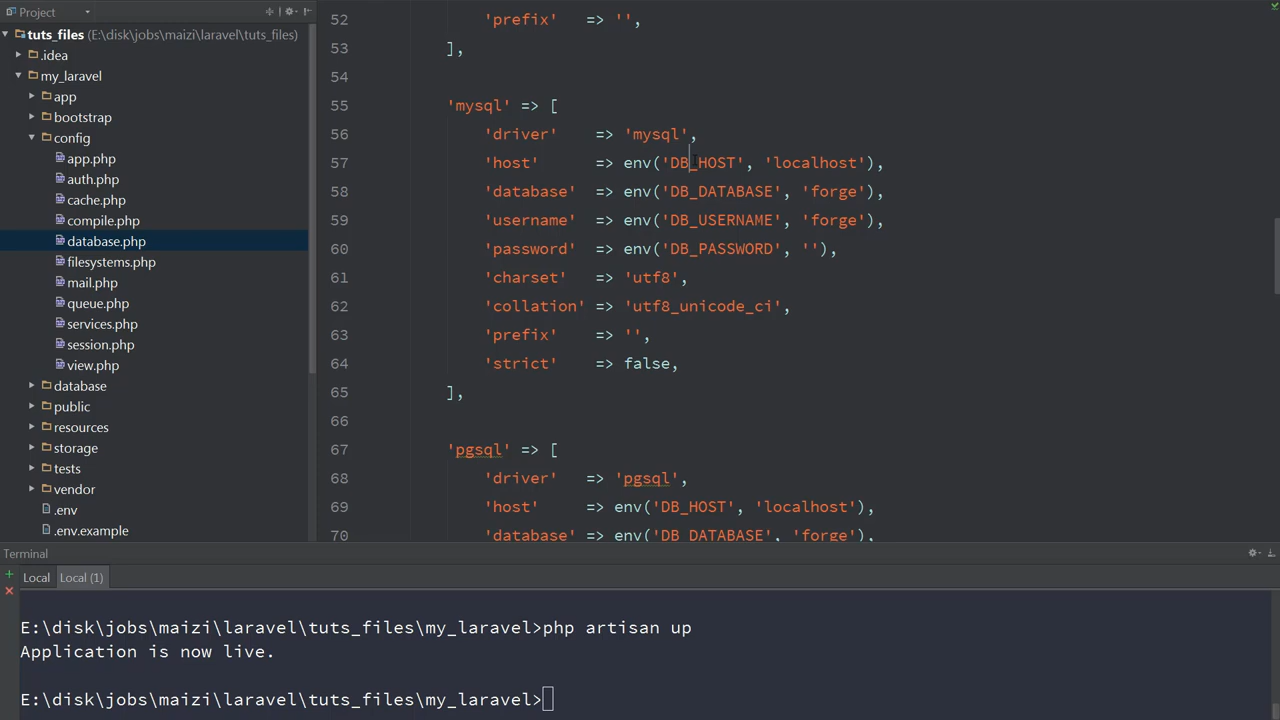 Project
tuts_files (E:\disk\jobs\maizi\laravel\tuts_files)
.idea
my_laravel
app
bootstrap
config
app.php
auth.php
cache.php
compile.php
database.php
filesystems.php
mail.php
queue.php
services.php
session.php
view.php
database
public
resources
storage
tests
vendor
.env
.env.example
52 'prefix' => '',
53 ],
54
55 'mysql' => [
56 'driver' => 'mysql',
57 'host' => env('DB_HOST', 'localhost'),
58 'database' => env('DB_DATABASE', 'forge'),
59 'username' => env('DB_USERNAME', 'forge'),
60 'password' => env('DB_PASSWORD', ''),
61 'charset' => 'utf8',
62 'collation' => 'utf8_unicode_ci',
63 'prefix' => '',
64 'strict' => false,
65 ],
66
67 'pgsql' => [
68 'driver' => 'pgsql',
69 'host' => env('DB_HOST', 'localhost'),
70 'database' => env('DB_DATABASE', 'forge'),
Terminal
Local Local (1)
E:\disk\jobs\maizi\laravel\tuts_files\my_laravel>php artisan up
Application is now live.
E:\disk\jobs\maizi\laravel\tuts_files\my_laravel>